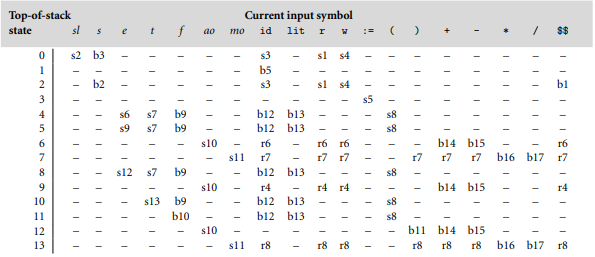 Top-of-stack Current input symbol
state sl s e t f ao mo id lit r w := ( ) + - * / $$
0 s2 b3 – – – – – s3 – s1 s4 – – – – – – – –
1 – – – – – – – b5 – – – – – – – – – – –
2 – b2 – – – – – s3 – s1 s4 – – – – – – – b1
3 – – – – – – – – – – – s5 – – – – – – –
4 – – s6 s7 b9 – – b12 b13 – – – s8 – – – – – –
5 – – s9 s7 b9 – – b12 b13 – – – s8 – – – – – –
6 – – – – – s10 – r6 – r6 r6 – – – b14 b15 – – r6
7 – – – – – – s11 r7 – r7 r7 – – r7 r7 r7 b16 b17 r7
8 – – s12 s7 b9 – – b12 b13 – – – s8 – – – – – –
9 – – – – – s10 – r4 – r4 r4 – – – b14 b15 – – r4
10 – – – s13 b9 – – b12 b13 – – – s8 – – – – – –
11 – – – – b10 – – b12 b13 – – – s8 – – – – – –
12 – – – – – s10 – – – – – – – b11 b14 b15 – – –
13 – – – – – – s11 r8 – r8 r8 – – r8 r8 r8 b16 b17 r8